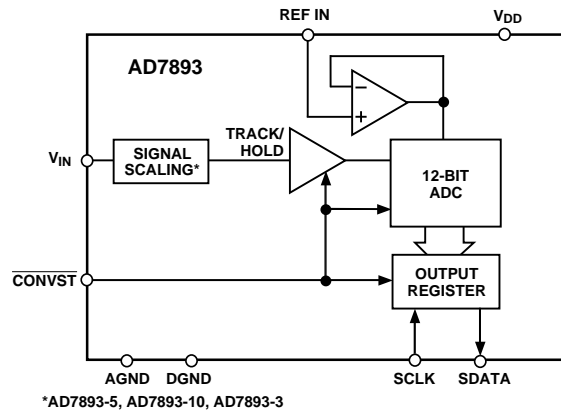 REF IN
VDD
AD7893
−
+
TRACK/
HOLD
VIN
SIGNAL
SCALING*
12-BIT
ADC
CONVST
OUTPUT
REGISTER
AGND DGND SCLK SDATA
*AD7893-5, AD7893-10, AD7893-3